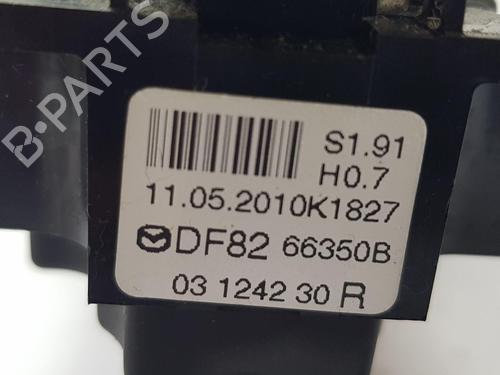 B-PARTS
S1.91
H0.7
11.05.2010K1827
DF82 66350B
03 1242 30 R